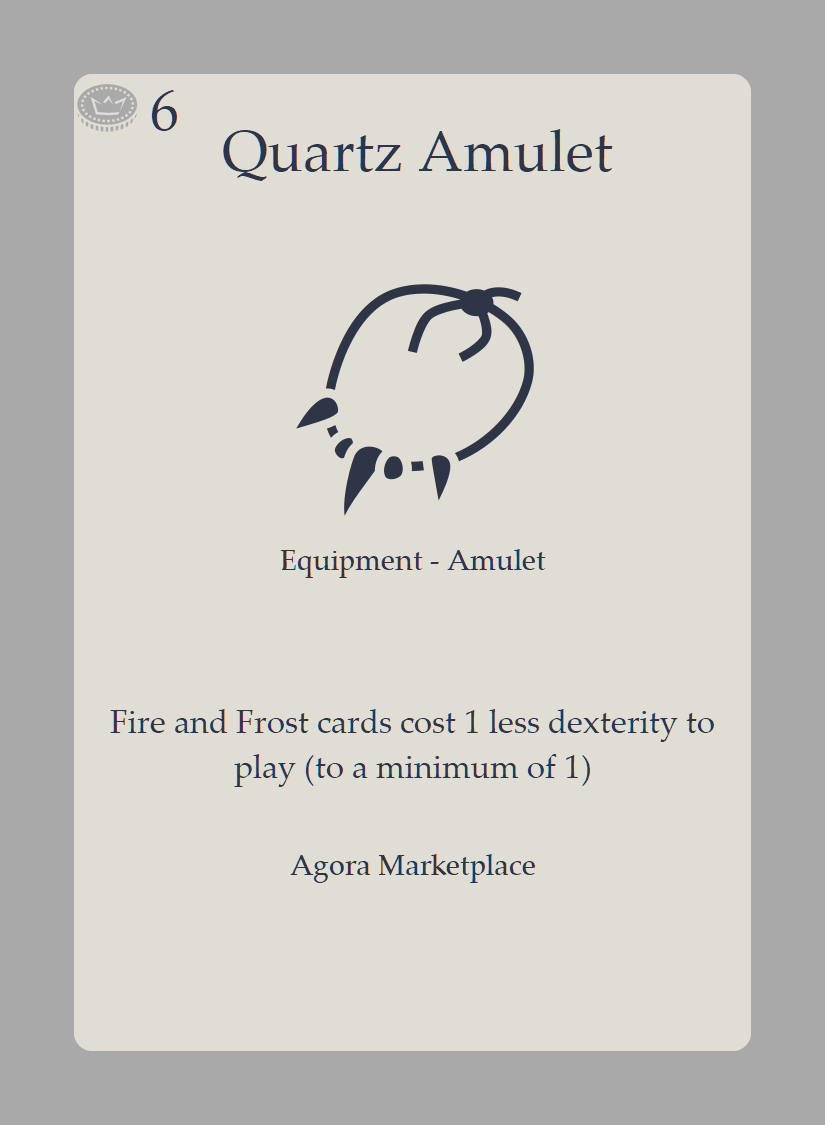 6
Quartz Amulet
Equipment - Amulet
Fire and Frost cards cost 1 less dexterity to
play (to a minimum of 1)
Agora Marketplace